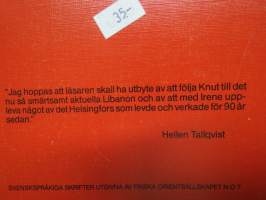 35,-
"Jag hoppas att läsaren skall ha utbyte av att följa Knut till det
nu så smärtsamt aktuella Libanon och av att med Irene upp-
leva något av det Helsingfors som levde och verkade för 90 år
sedan."
Hellen Tallqvist
SVENSKSPRÅKIGA SKRIFTER UTGIVNA AV FINSKA ORIENTSÄLLSKAPET N:O 7